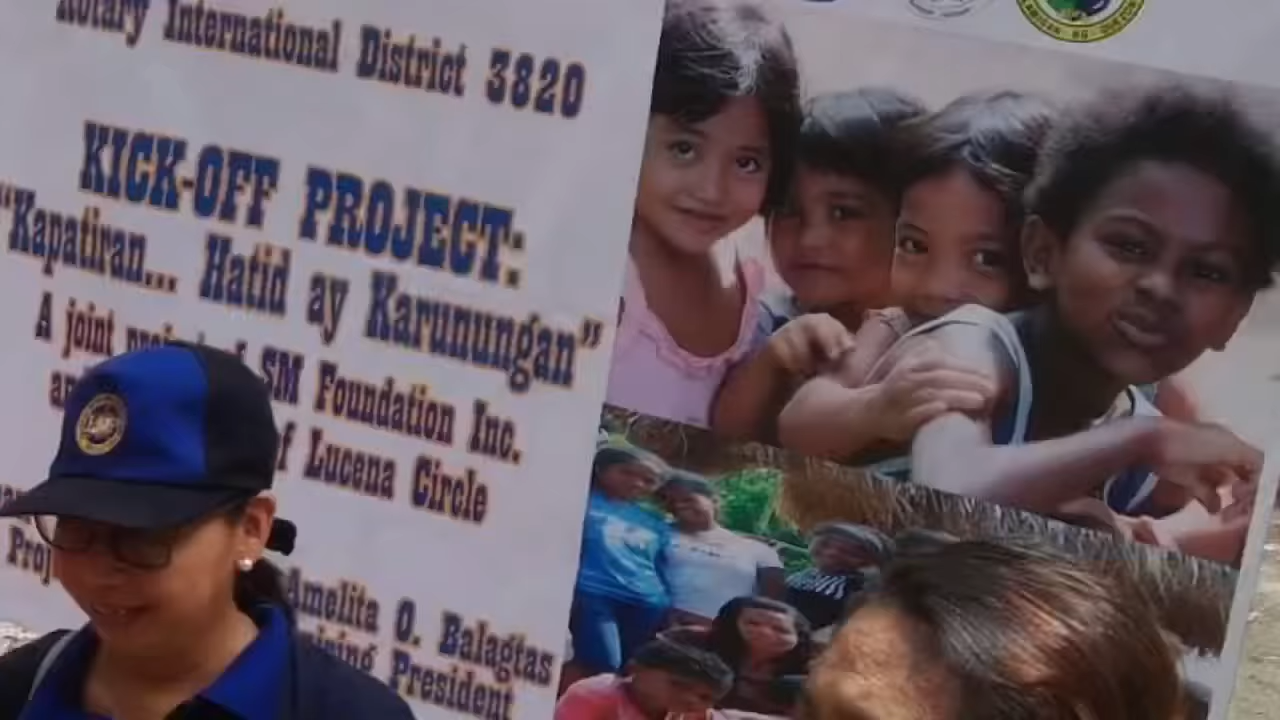 Rotary International District 3820
KICK-OFF PROJECT:
"Kapatiran... Hatid ay Karunungan"
A joint SM Foundation Inc.
Lucena Circle
Amelita O. Balagtas
President